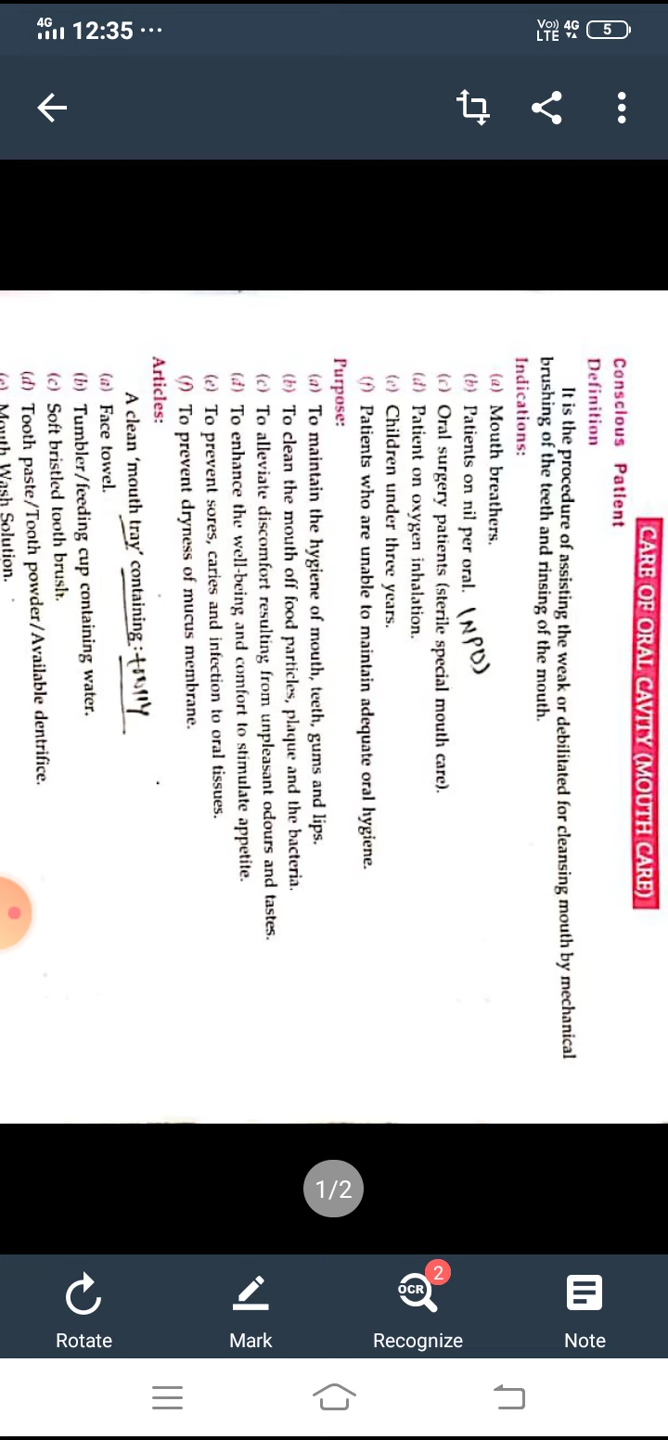 4G 12:35 ...
Vo)) 4G
LTE
5
CARE OF ORAL CAVITY (MOUTH CARE)
Conscious Patient
Definition
It is the procedure of assisting the weak or debilitated for cleansing mouth by mechanical
brushing of the teeth and rinsing of the mouth.
Indications:
(a) Mouth breathers.
(b) Patients on nil per oral. (NPO)
(c) Oral surgery patients (sterile special mouth care).
(d) Patient on oxygen inhalation.
(e) Children under three years.
(f) Patients who are unable to maintain adequate oral hygiene.
Purpose:
(a) To maintain the hygiene of mouth, teeth, gums and lips.
(b) To clean the mouth off food particles, plaque and the bacteria.
(c) To alleviate discomfort resulting from unpleasant odours and tastes.
(d) To enhance the well-being and comfort to stimulate appetite.
(e) To prevent sores, caries and infection to oral tissues.
(f) To prevent dryness of mucus membrane.
Articles:
A clean 'mouth tray' containing:
(a) Face towel.
(b) Tumbler/feeding cup containing water.
(c) Soft bristled tooth brush.
(d) Tooth paste/Tooth powder/Available dentrifice.
(e) Mouth Wash Solution.
1/2
Rotate
Mark
OCR
2
Recognize
Note